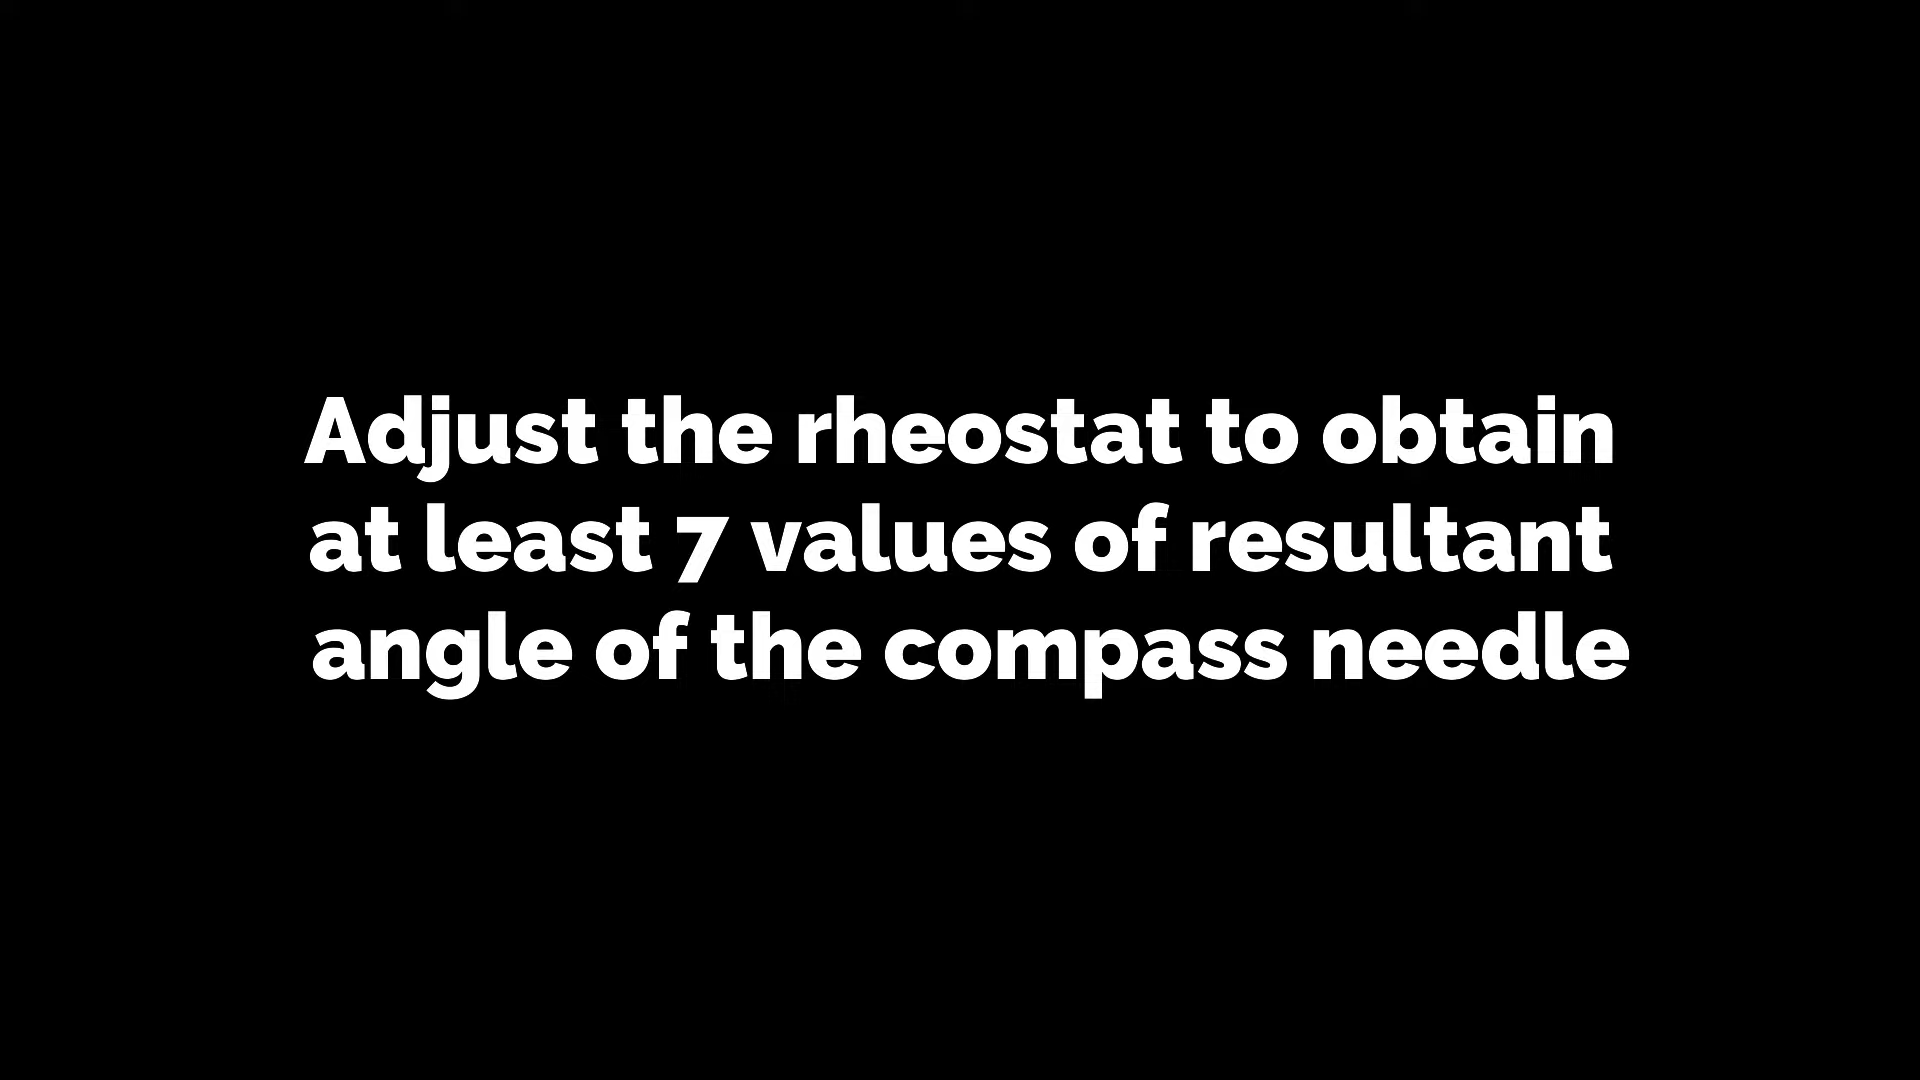 Adjust the rheostat to obtain
at least 7 values of resultant
angle of the compass needle